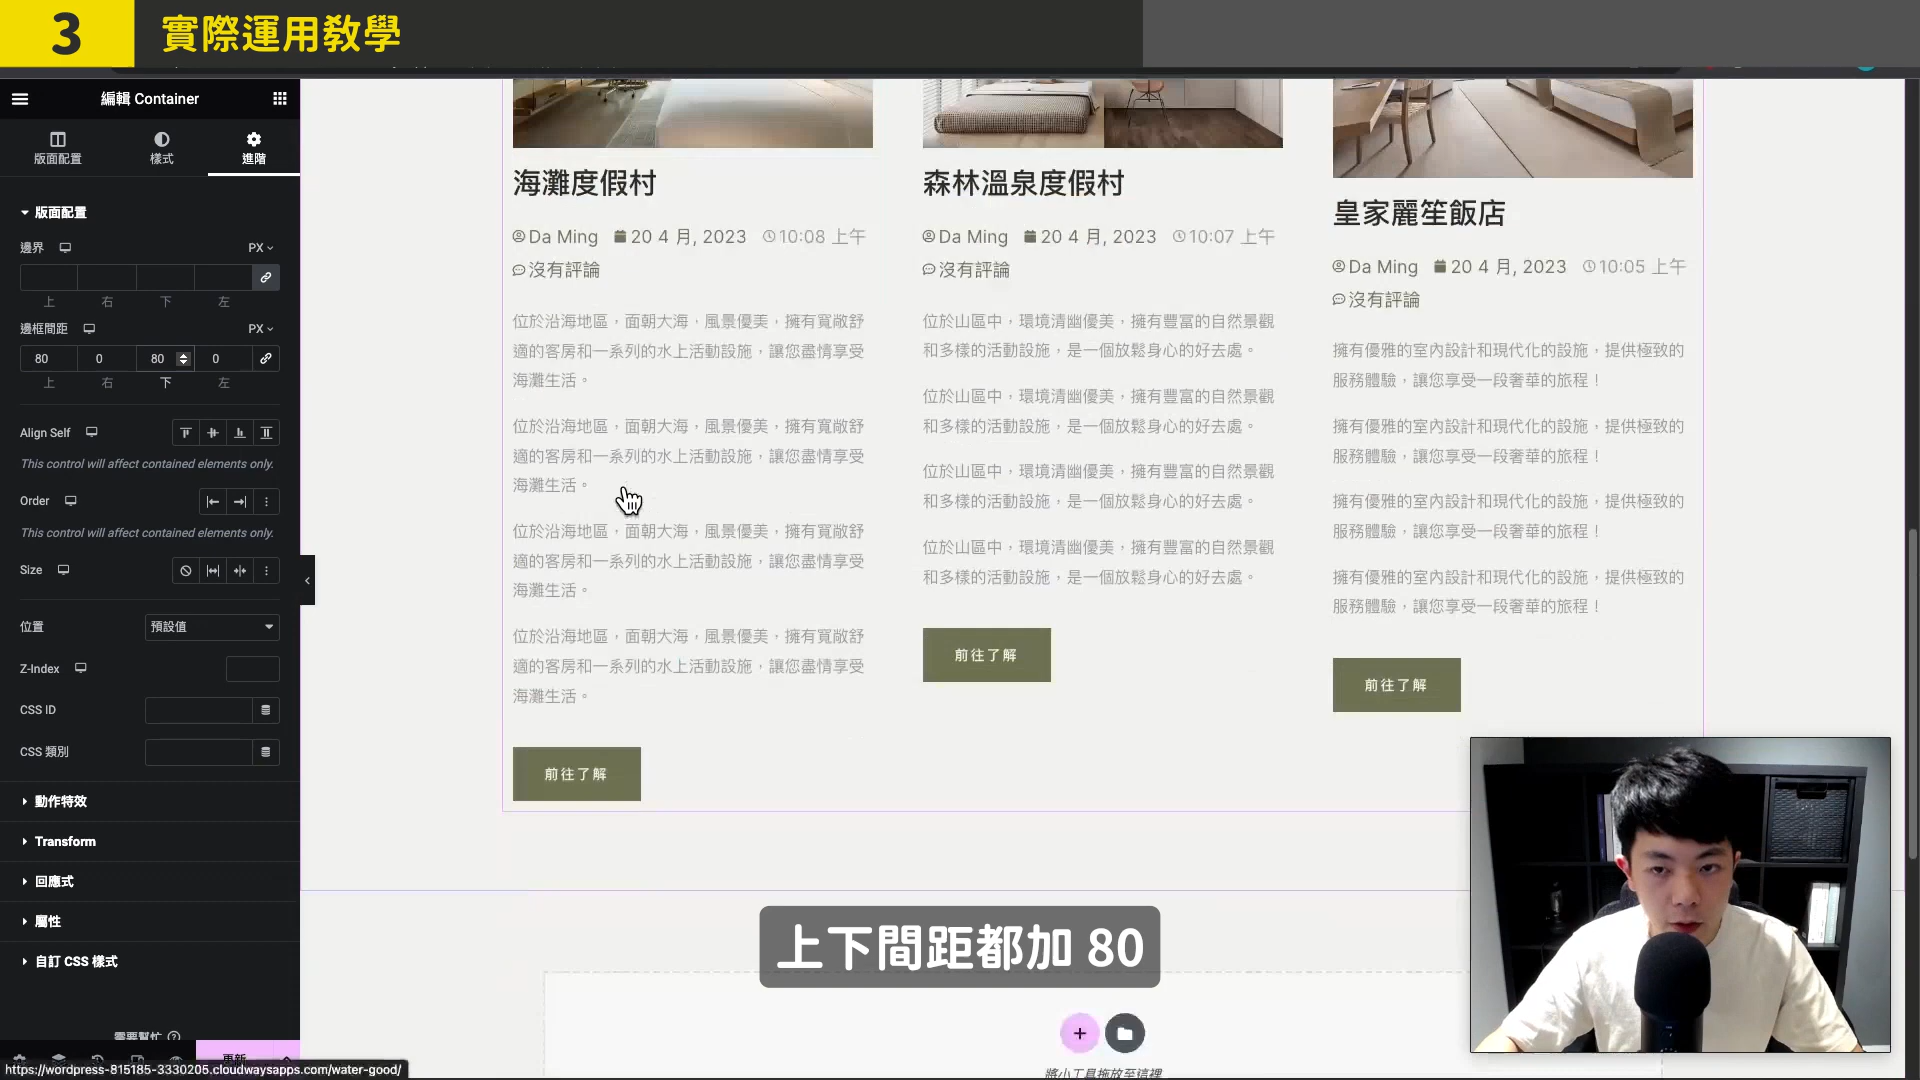 3
實際運用教學
編輯 Container
版面配置
樣式
進階
版面配置
邊界
PX
上 右 下 左
邊框間距
PX
80 0 80 0
上 右 下 左
Align Self
This control will affect contained elements only.
Order
This control will affect contained elements only.
Size
位置
預設值
Z-Index
CSS ID
CSS 類別
動作特效
Transform
回應式
屬性
自訂 CSS 樣式
需要幫忙
更新
https://wordpress-815185-3330205.cloudwaysapps.com/water-good/
海灘度假村
Da Ming 20 4 月, 2023 10:08 上午
沒有評論
位於沿海地區，面朝大海，風景優美，擁有寬敞舒
適的客房和一系列的水上活動設施，讓您盡情享受
海灘生活。
位於沿海地區，面朝大海，風景優美，擁有寬敞舒
適的客房和一系列的水上活動設施，讓您盡情享受
海灘生活。
位於沿海地區，面朝大海，風景優美，擁有寬敞舒
適的客房和一系列的水上活動設施，讓您盡情享受
海灘生活。
位於沿海地區，面朝大海，風景優美，擁有寬敞舒
適的客房和一系列的水上活動設施，讓您盡情享受
海灘生活。
前往了解
森林溫泉度假村
Da Ming 20 4 月, 2023 10:07 上午
沒有評論
位於山區中，環境清幽優美，擁有豐富的自然景觀
和多樣的活動設施，是一個放鬆身心的好去處。
位於山區中，環境清幽優美，擁有豐富的自然景觀
和多樣的活動設施，是一個放鬆身心的好去處。
位於山區中，環境清幽優美，擁有豐富的自然景觀
和多樣的活動設施，是一個放鬆身心的好去處。
位於山區中，環境清幽優美，擁有豐富的自然景觀
和多樣的活動設施，是一個放鬆身心的好去處。
前往了解
皇家麗笙飯店
Da Ming 20 4 月, 2023 10:05 上午
沒有評論
擁有優雅的室內設計和現代化的設施，提供極致的
服務體驗，讓您享受一段奢華的旅程！
擁有優雅的室內設計和現代化的設施，提供極致的
服務體驗，讓您享受一段奢華的旅程！
擁有優雅的室內設計和現代化的設施，提供極致的
服務體驗，讓您享受一段奢華的旅程！
擁有優雅的室內設計和現代化的設施，提供極致的
服務體驗，讓您享受一段奢華的旅程！
前往了解
上下間距都加 80
將小工具拖放至這裡